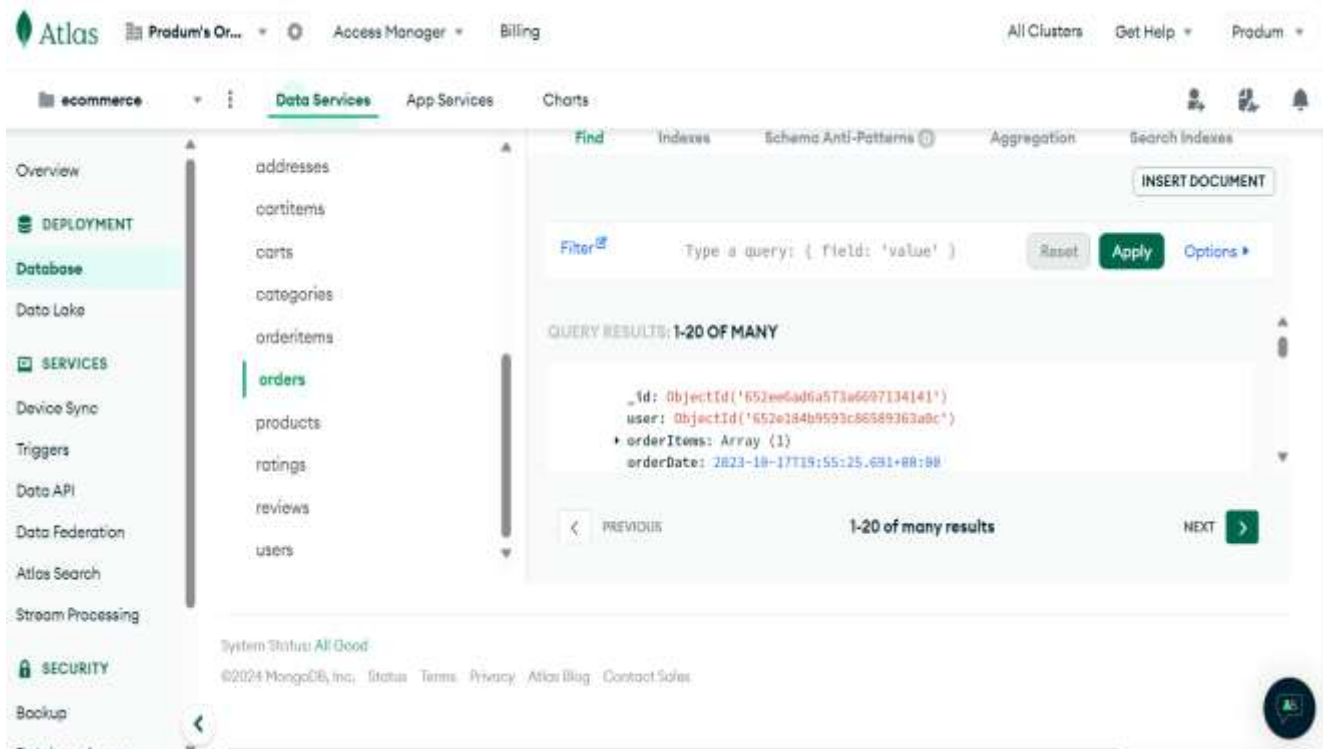 Atlas Produm's Or... Access Manager Billing All Clusters Get Help Produm
ecommerce Data Services App Services Charts
Find Indexes Schema Anti-Patterns Aggregation Search Indexes
Overview
DEPLOYMENT
Database
Data Lake
SERVICES
Device Sync
Triggers
Data API
Data Federation
Atlas Search
Stream Processing
SECURITY
Backup
addresses
cartitems
carts
categories
orderitems
orders
products
ratings
reviews
users
INSERT DOCUMENT
Filter Type a query: { field: 'value' } Reset Apply Options
QUERY RESULTS: 1-20 OF MANY
_id: ObjectId('652ee6ad6a573a6697134141')
user: ObjectId('652e184b9593c86589363a0c')
orderItems: Array (1)
orderDate: 2023-10-17T19:55:25.691+00:00
PREVIOUS 1-20 of many results NEXT
System Status: All Good
©2024 MongoDB, Inc. Status Terms Privacy Atlas Blog Contact Sales